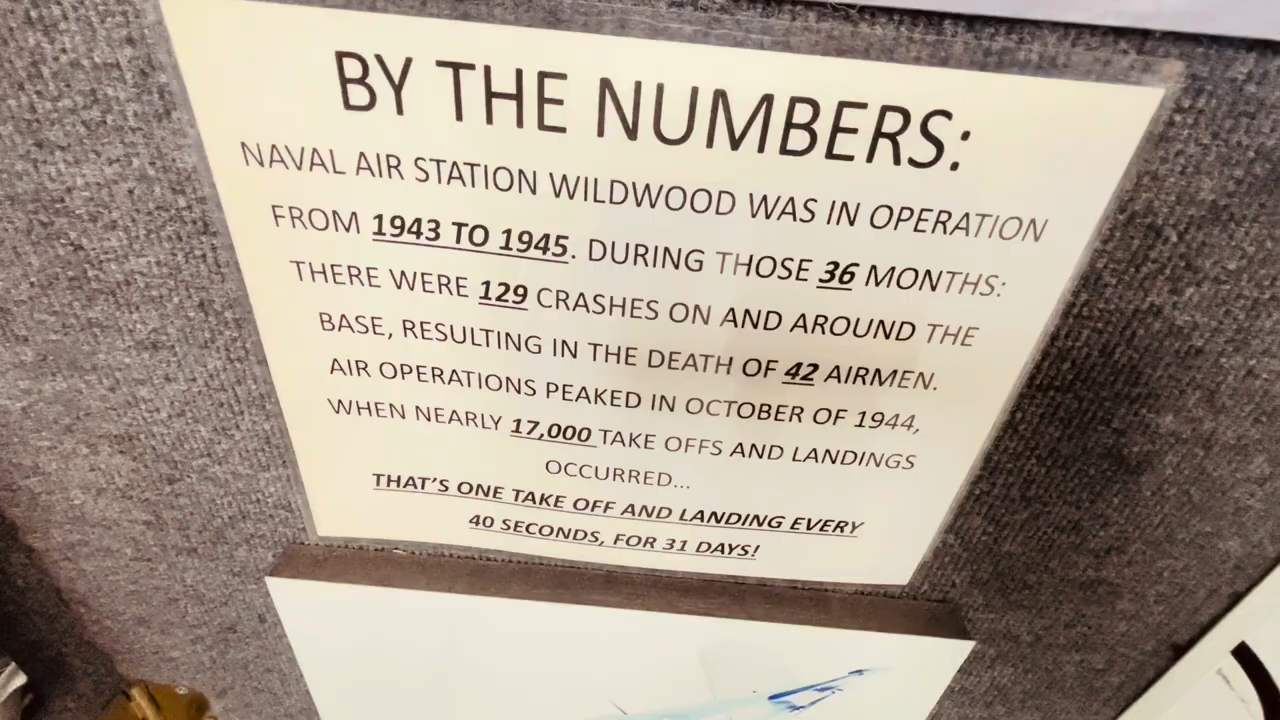 BY THE NUMBERS:
NAVAL AIR STATION WILDWOOD WAS IN OPERATION
FROM 1943 TO 1945. DURING THOSE 36 MONTHS:
THERE WERE 129 CRASHES ON AND AROUND THE
BASE, RESULTING IN THE DEATH OF 42 AIRMEN.
AIR OPERATIONS PEAKED IN OCTOBER OF 1944,
WHEN NEARLY 17,000 TAKE OFFS AND LANDINGS
OCCURRED...
THAT'S ONE TAKE OFF AND LANDING EVERY
40 SECONDS, FOR 31 DAYS!